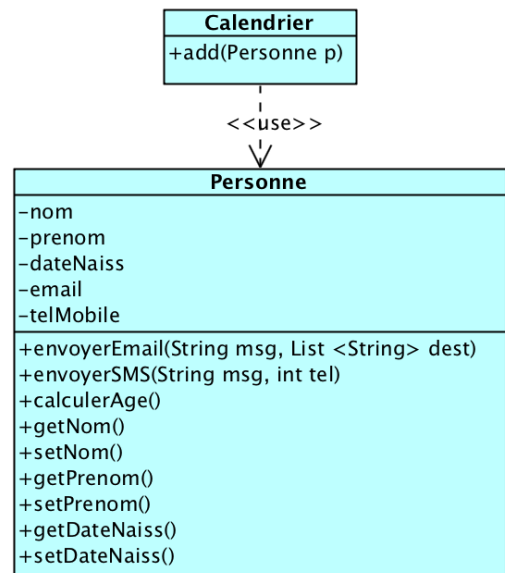 Calendrier
+add(Personne p)
<<use>>
Personne
-nom
-prenom
-dateNaiss
-email
-telMobile
+envoyerEmail(String msg, List <String> dest)
+envoyerSMS(String msg, int tel)
+calculerAge()
+getNom()
+setNom()
+getPrenom()
+setPrenom()
+getDateNaiss()
+setDateNaiss()